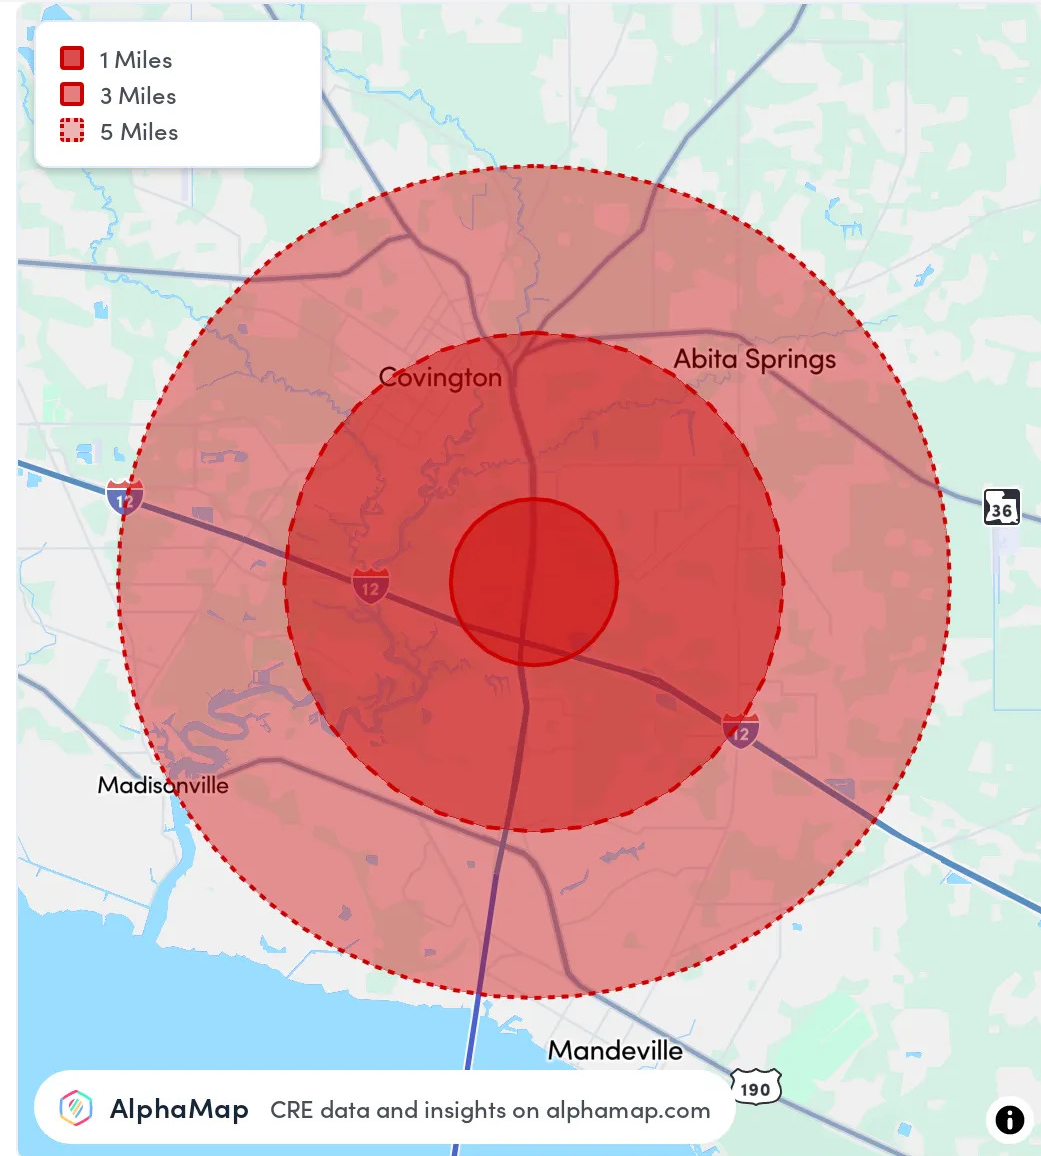 1 Miles
3 Miles
5 Miles
Covington
Abita Springs
12
36
12
12
Madisonville
Mandeville
190
AlphaMap CRE data and insights on alphamap.com